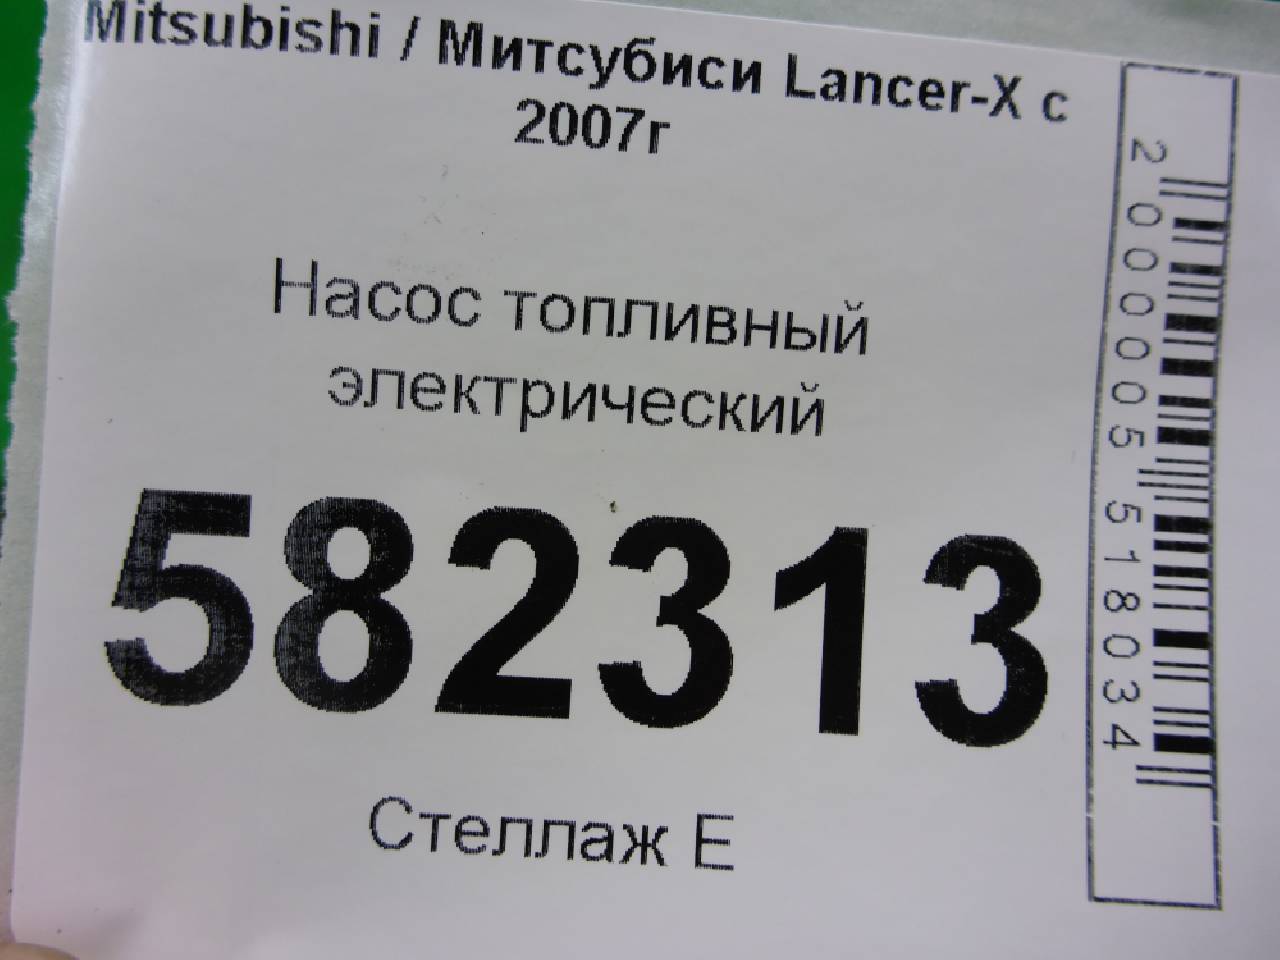 Mitsubishi / Митсубиси Lancer-X с
2007г
Насос топливный
электрический
582313
Стеллаж Е
2000005518034